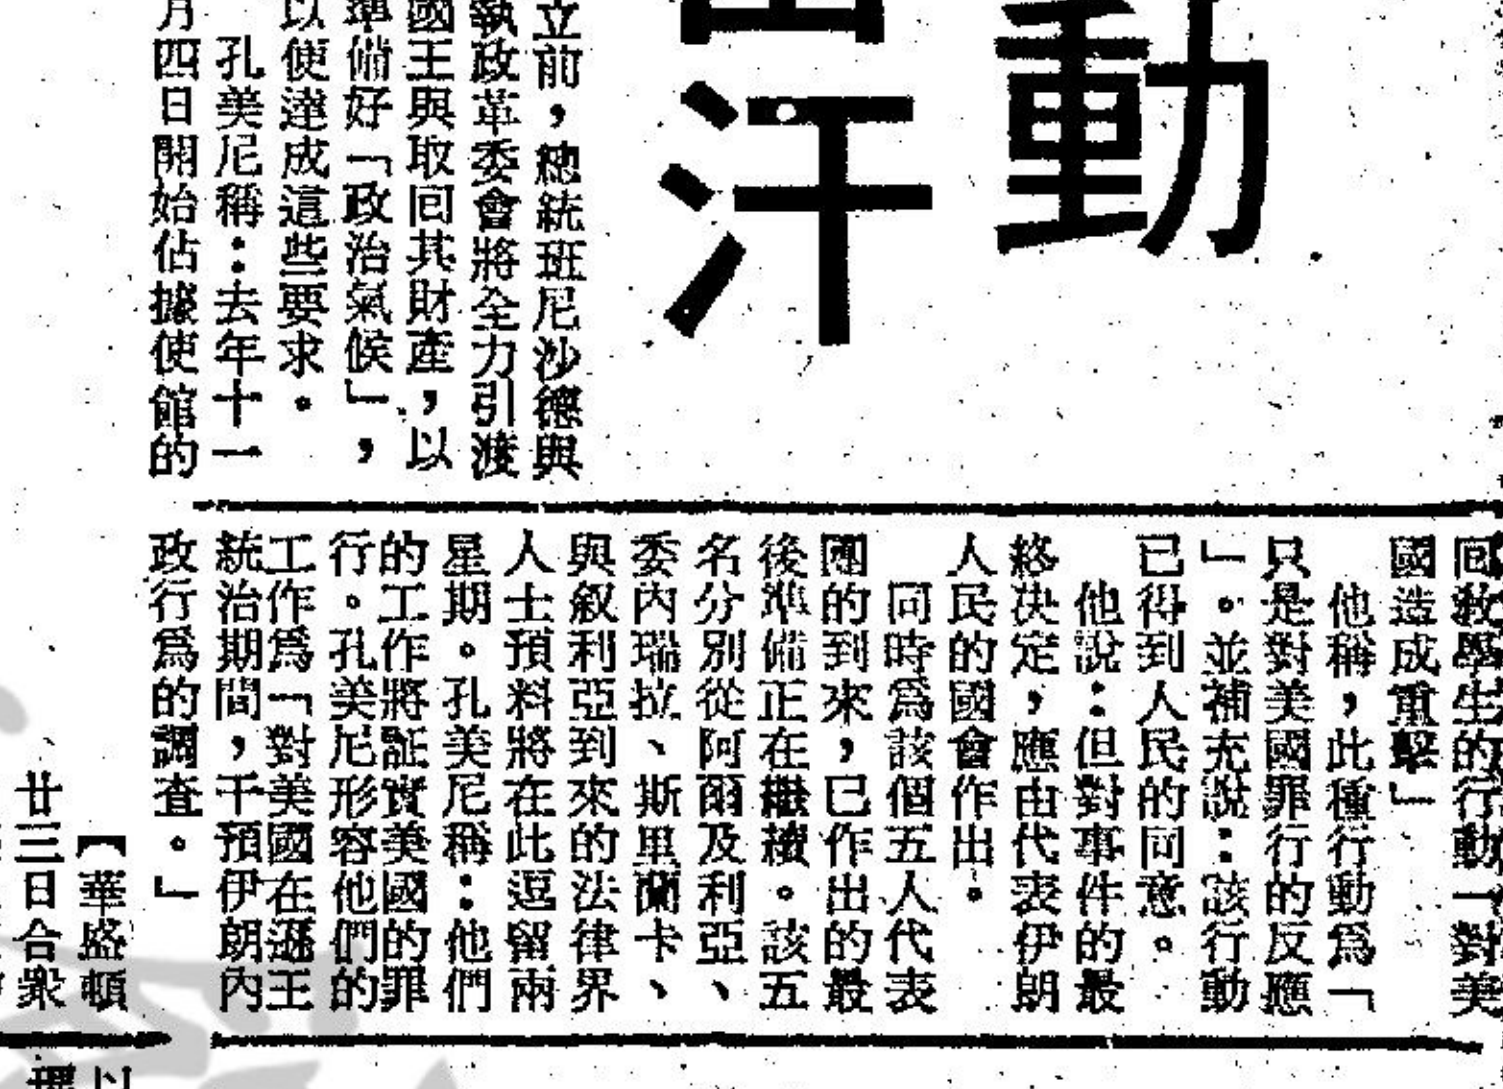 動
汗
立前，總統班尼沙德與
執政革委會將全力引渡
國王與取回其財產，以
準備好「政治氣候」，
以使達成這些要求。
孔美尼稱：去年十一
月四日開始佔據使館的
回敎學生的行動「對美
國造成重擊」
他稱，此種行動爲「
只是對美國罪行的反應
」。並補充說：該行動
已得到人民的同意。
他說：但對事件的最
終决定，應由代表伊朗
人民的國會作出。
同時爲該個五人代表
團的到來，已作出的最
後準備正在繼續。該五
名分別從阿爾及利亞、
委內瑞拉、斯里蘭卡、
與叙利亞到來的法律界
人士預料將在此逗留兩
星期。孔美尼稱：他們
的工作將証實美國的罪
行。孔美尼形容他們的
工作爲「對美國在遜王
統治期間，干預伊朗內
政行爲的調查。」
【華盛頓
廿三日合衆
以